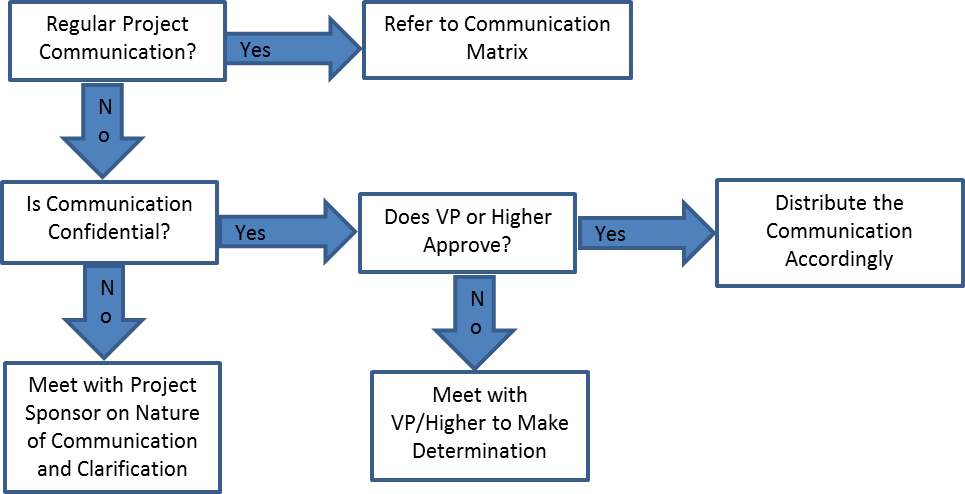 Regular Project
Communication?
Yes
Refer to Communication
Matrix
N
o
Is Communication
Confidential?
Yes
Does VP or Higher
Approve?
Yes
Distribute the
Communication
Accordingly
N
o
N
o
Meet with Project
Sponsor on Nature
of Communication
and Clarification
Meet with
VP/Higher to Make
Determination